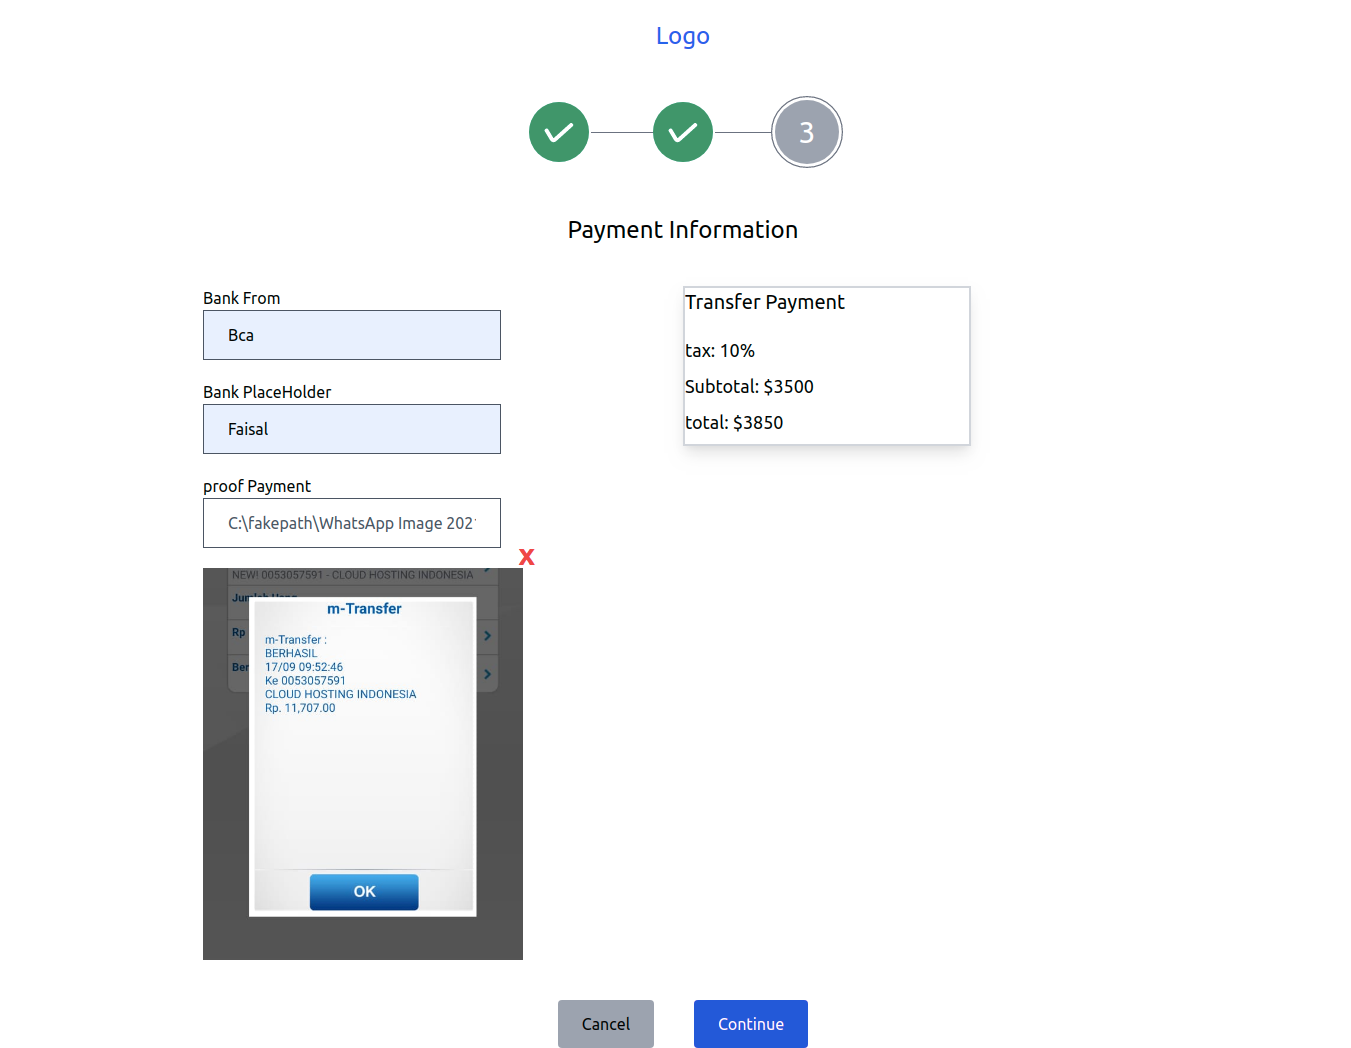 Logo
3
Payment Information
Bank From
Bca
Bank PlaceHolder
Faisal
proof Payment
C:\fakepath\WhatsApp Image 202
x
NEW! 0053057591 - CLOUD HOSTING INDONESIA
Rp
Ber
m-Transfer
m-Transfer :
BERHASIL
17/09 09:52:46
Ke 0053057591
CLOUD HOSTING INDONESIA
Rp. 11,707.00
OK
Transfer Payment
tax: 10%
Subtotal: $3500
total: $3850
Cancel
Continue